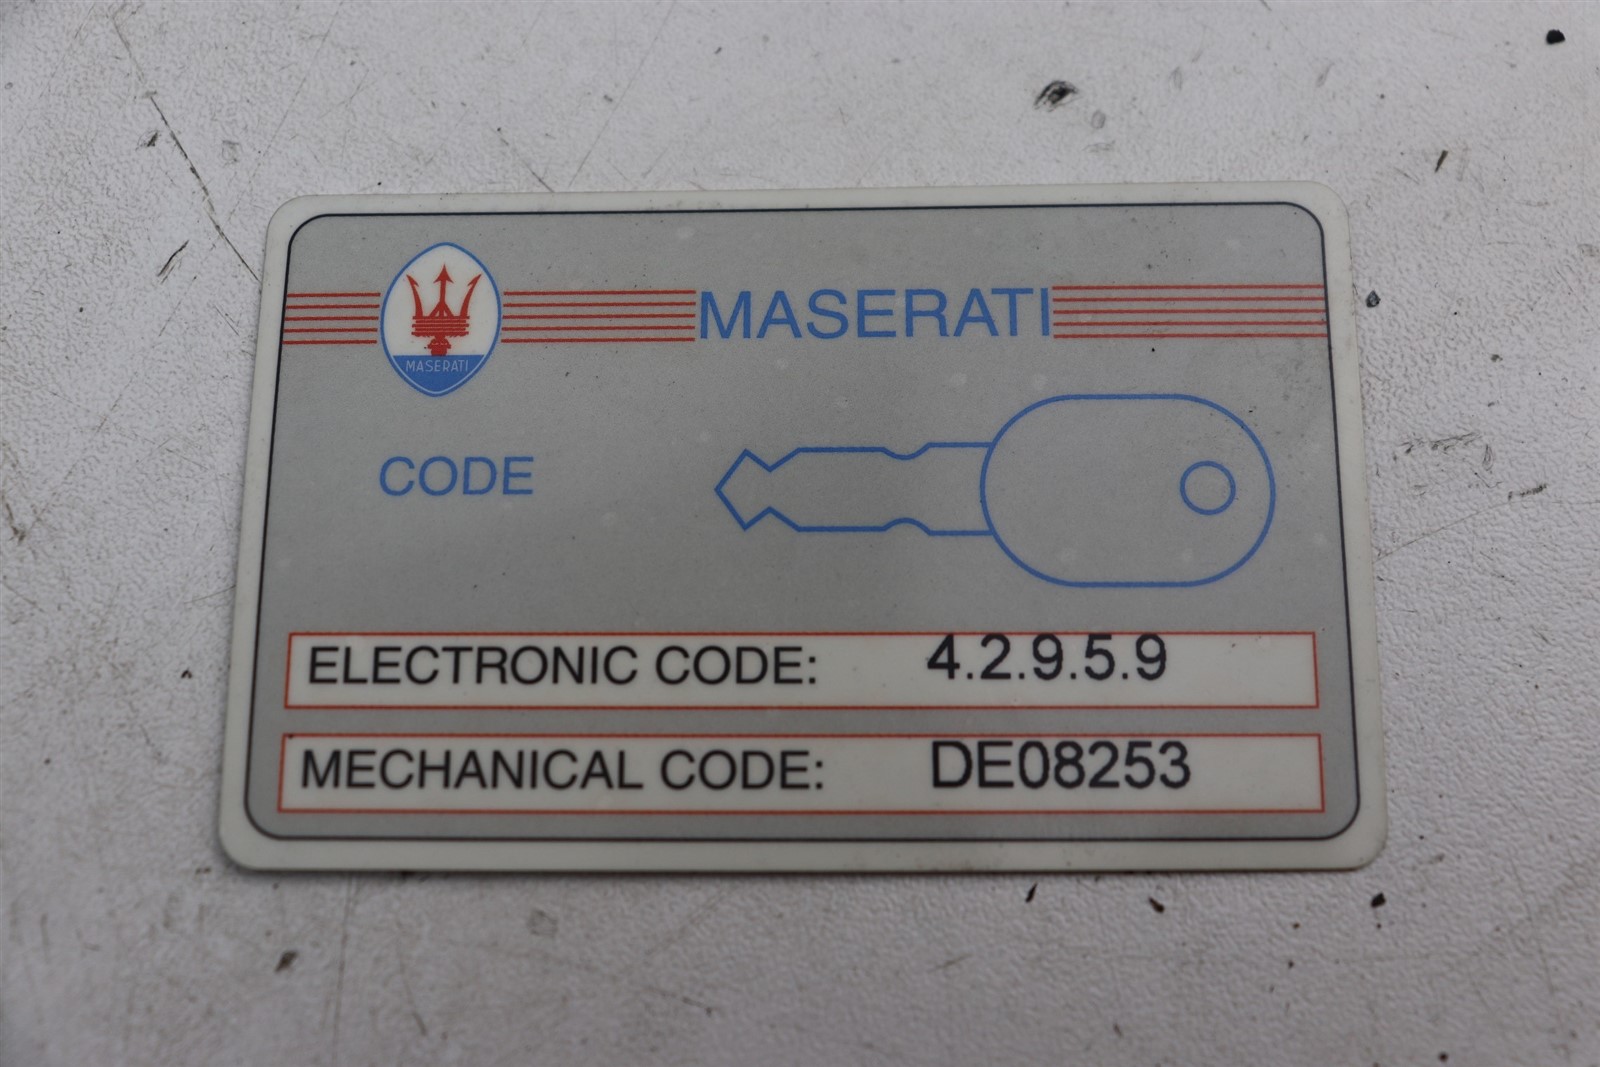 MASERATI
MASERATI
CODE
ELECTRONIC CODE: 4.2.9.5.9
MECHANICAL CODE: DE08253